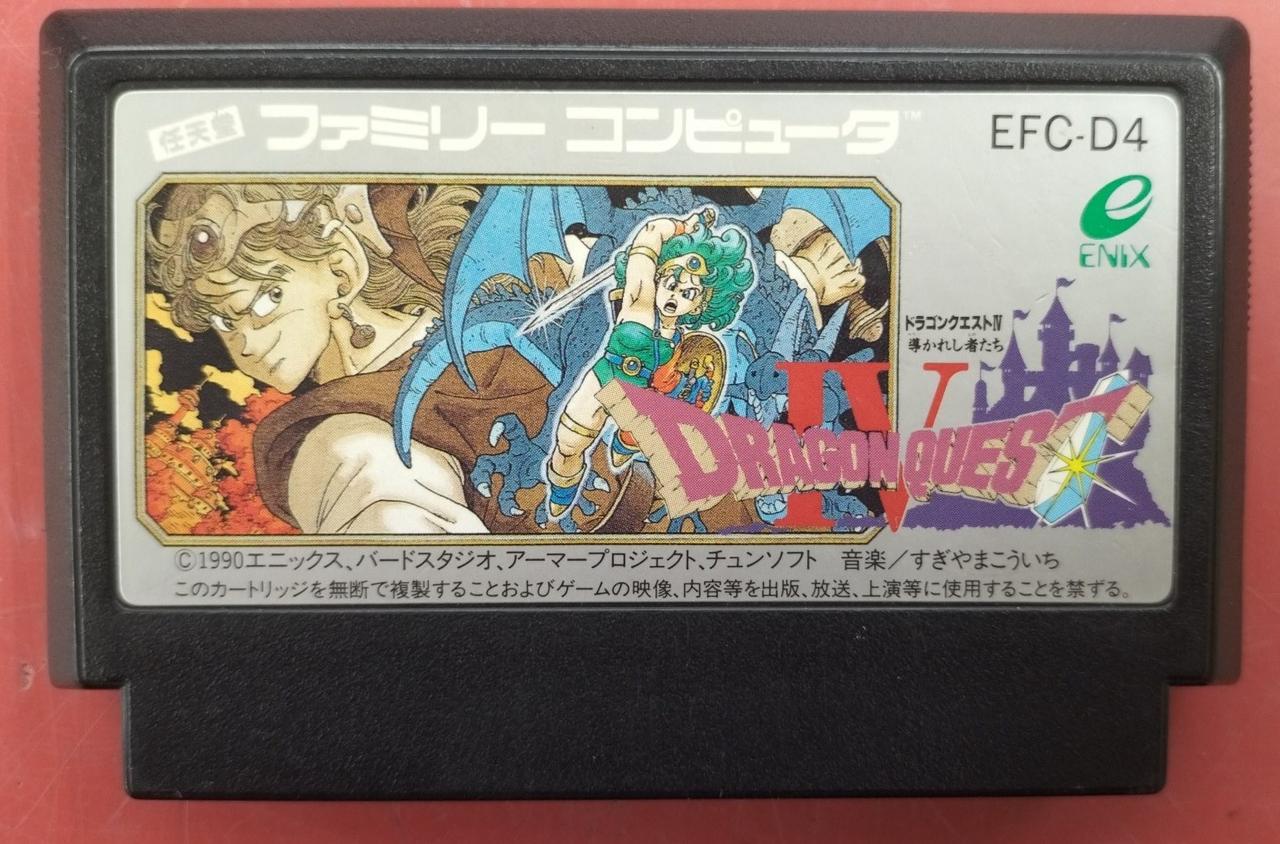 任天堂 ファミリーコンピュータ™
EFC-D4
ENIX
ドラゴンクエストIV
導かれし者たち
IV
DRAGON QUEST
©1990エニックス、バードスタジオ、アーマープロジェクト、チュンソフト 音楽／すぎやまこういち
このカートリッジを無断で複製することおよびゲームの映像、内容等を出版、放送、上演等に使用することを禁ずる。